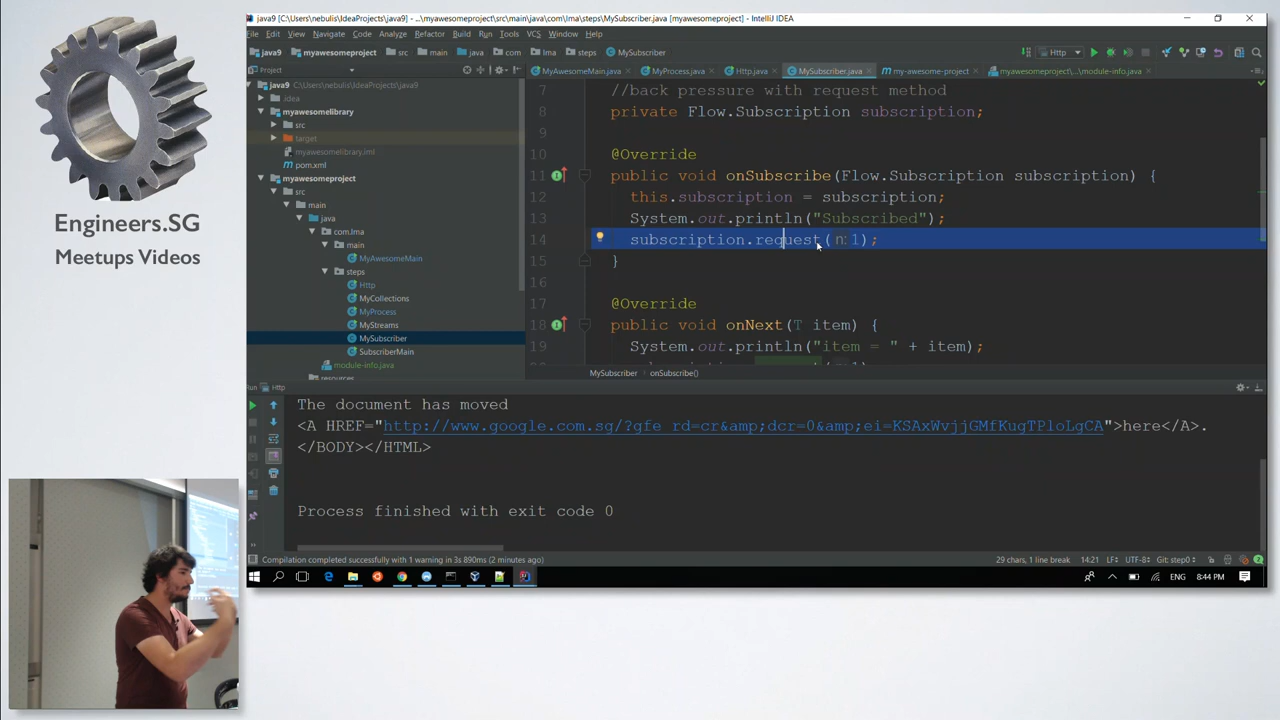 Engineers.SG
Meetups Videos
java9 [C:\Users\nebulis\IdeaProjects\java9] - ...\myawesomeproject\src\main\java\com\lma\steps\MySubscriber.java [myawesomeproject] - IntelliJ IDEA
File Edit View Navigate Code Analyze Refactor Build Run Tools VCS Window Help
java9 myawesomeproject src main java com lma steps MySubscriber
Http
Project
MyAwesomeMain.java MyProcess.java Http.java MySubscriber.java my-awesome-project myawesomeproject\...\module-info.java
java9 C:\Users\nebulis\IdeaProjects\java9
.idea
myawesomelibrary
src
target
myawesomelibrary.iml
pom.xml
myawesomeproject
src
main
java
com.lma
main
MyAwesomeMain
steps
Http
MyCollections
MyProcess
MyStreams
MySubscriber
SubscriberMain
module-info.java
resources
7 //back pressure with request method
8 private Flow.Subscription subscription;
9
10 @Override
11 public void onSubscribe(Flow.Subscription subscription) {
12 this.subscription = subscription;
13 System.out.println("Subscribed");
14 subscription.request( n: 1);
15 }
16
17 @Override
18 public void onNext(T item) {
19 System.out.println("item = " + item);
MySubscriber onSubscribe()
Run Http
The document has moved
<A HREF="http://www.google.com.sg/?gfe_rd=cr&amp;dcr=0&amp;ei=KSAxWvjjGMfKugTPloLgCA">here</A>.
</BODY></HTML>
Process finished with exit code 0
Compilation completed successfully with 1 warning in 3s 890ms (2 minutes ago)
29 chars, 1 line break 14:21 LF÷ UTF-8÷ Git: step0÷
ENG 8:44 PM